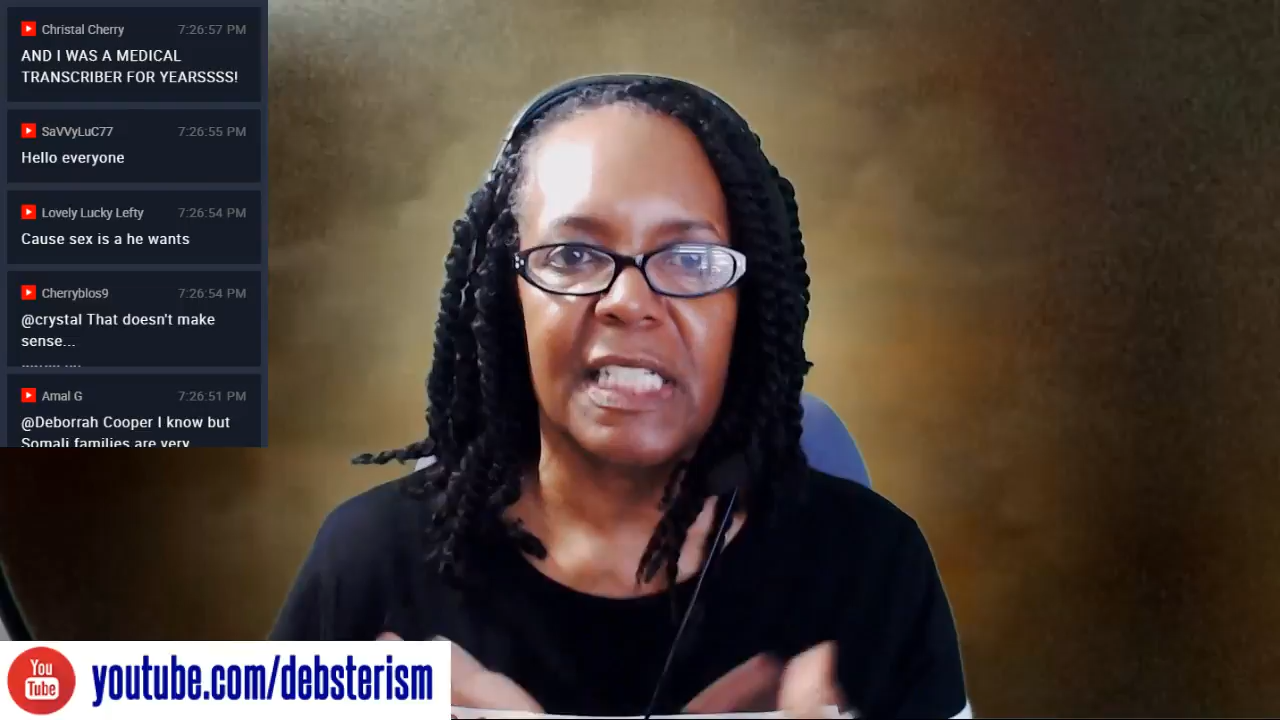 Christal Cherry 7:26:57 PM
AND I WAS A MEDICAL
TRANSCRIBER FOR YEARSSSS!
SaVVyLuC77 7:26:55 PM
Hello everyone
Lovely Lucky Lefty 7:26:54 PM
Cause sex is a he wants
Cherryblos9 7:26:54 PM
@crystal That doesn't make
sense...
Amal G 7:26:51 PM
@Deborrah Cooper I know but
Somali families are very
You
Tube
youtube.com/debsterism